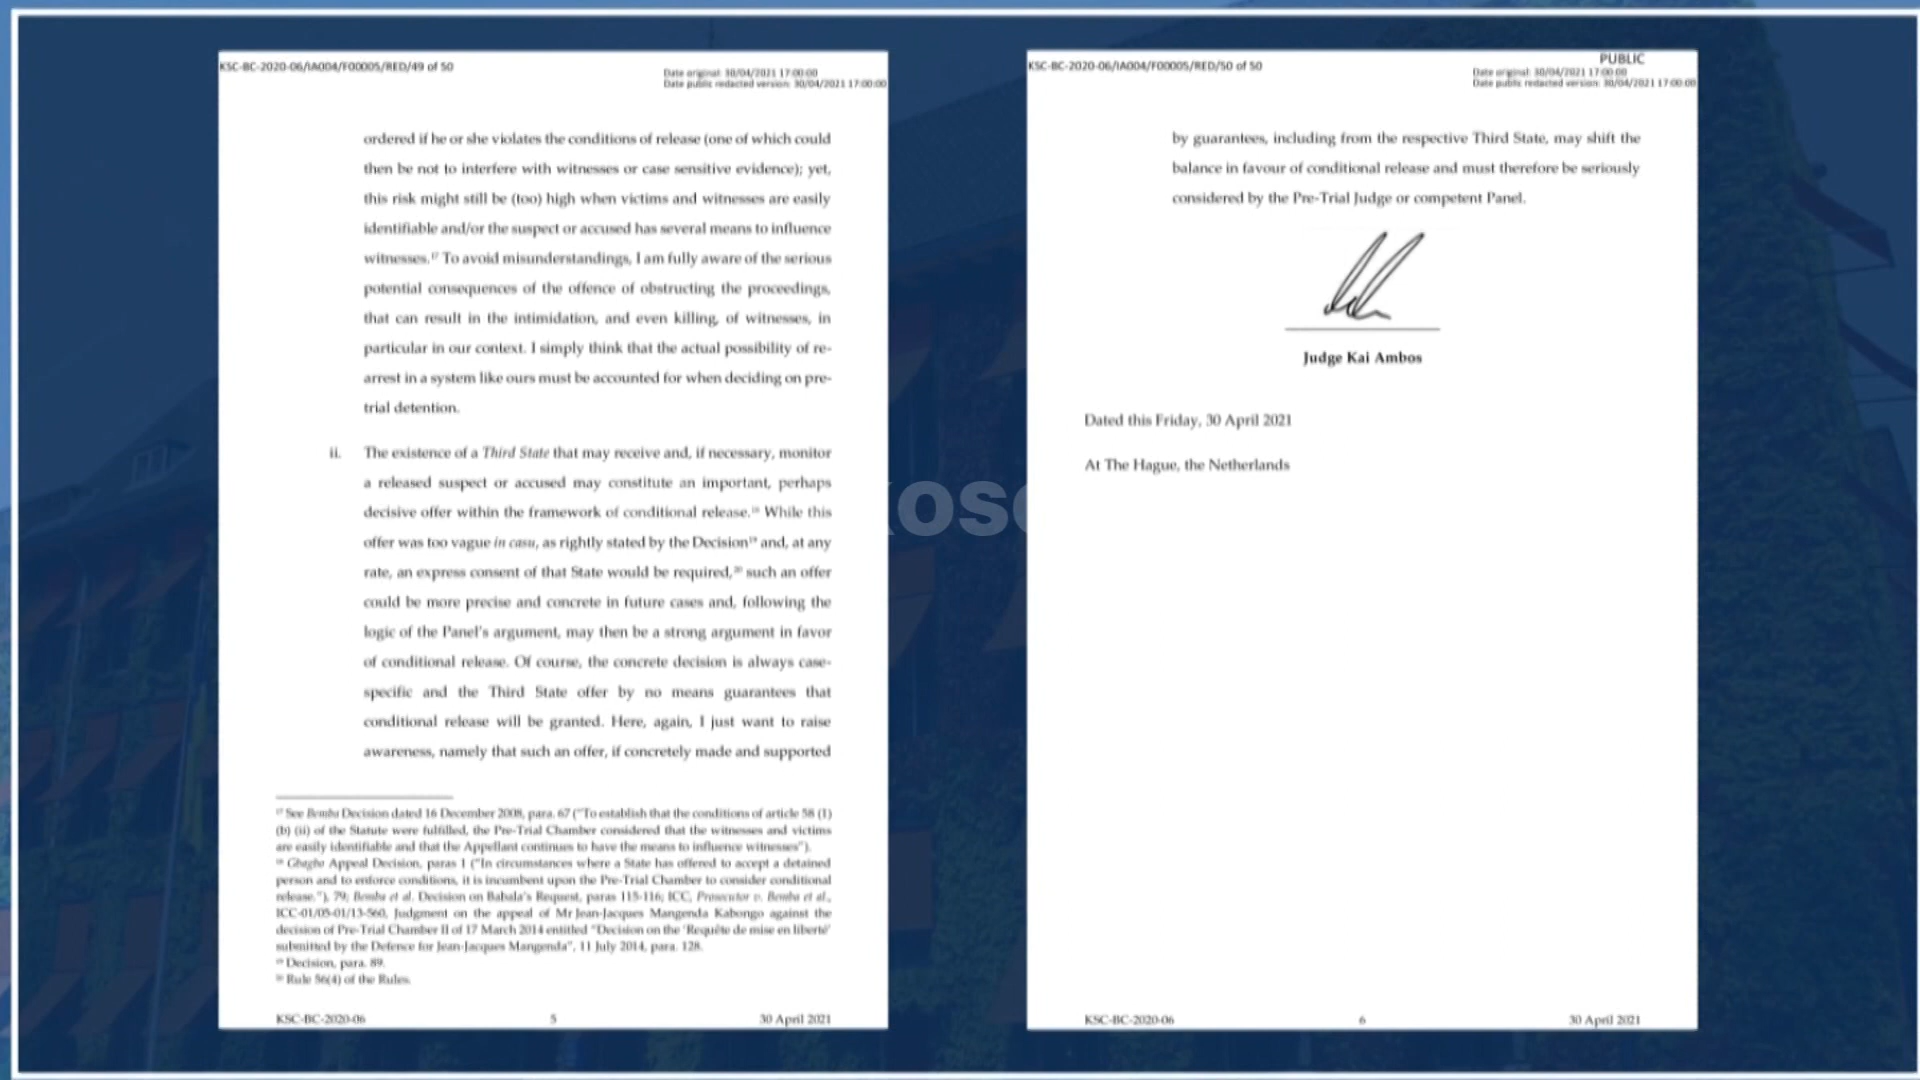 KSC-BC-2020-06/IA004/F00005/RED/49 of 50
Date original: 30/04/2021 17:00:00
Date public redacted version: 30/04/2021 17:00:00
ordered if he or she violates the conditions of release (one of which could
then be not to interfere with witnesses or case sensitive evidence); yet,
this risk might still be (too) high when victims and witnesses are easily
identifiable and/or the suspect or accused has several means to influence
witnesses.¹⁷ To avoid misunderstandings, I am fully aware of the serious
potential consequences of the offence of obstructing the proceedings,
that can result in the intimidation, and even killing, of witnesses, in
particular in our context. I simply think that the actual possibility of re-
arrest in a system like ours must be accounted for when deciding on pre-
trial detention.
ii. The existence of a Third State that may receive and, if necessary, monitor
a released suspect or accused may constitute an important, perhaps
decisive offer within the framework of conditional release.¹⁸ While this
offer was too vague in casu, as rightly stated by the Decision¹⁹ and, at any
rate, an express consent of that State would be required,²⁰ such an offer
could be more precise and concrete in future cases and, following the
logic of the Panel's argument, may then be a strong argument in favor
of conditional release. Of course, the concrete decision is always case-
specific and the Third State offer by no means guarantees that
conditional release will be granted. Here, again, I just want to raise
awareness, namely that such an offer, if concretely made and supported
¹⁷ See Bemba Decision dated 16 December 2008, para. 67 ("To establish that the conditions of article 58 (1)
(b) (ii) of the Statute were fulfilled, the Pre-Trial Chamber considered that the witnesses and victims
are easily identifiable and that the Appellant continues to have the means to influence witnesses").
¹⁸ Gbagbo Appeal Decision, paras 1 ("In circumstances where a State has offered to accept a detained
person and to enforce conditions, it is incumbent upon the Pre-Trial Chamber to consider conditional
release."), 79; Bemba et al. Decision on Babala's Request, paras 115-116; ICC, Prosecutor v. Bemba et al.,
ICC-01/05-01/13-560, Judgment on the appeal of Mr Jean-Jacques Mangenda Kabongo against the
decision of Pre-Trial Chamber II of 17 March 2014 entitled "Decision on the 'Requête de mise en liberté'
submitted by the Defence for Jean-Jacques Mangenda", 11 July 2014, para. 128.
¹⁹ Decision, para. 89.
²⁰ Rule 56(4) of the Rules.
KSC-BC-2020-06 5 30 April 2021
KOS
PUBLIC
KSC-BC-2020-06/IA004/F00005/RED/50 of 50
Date original: 30/04/2021 17:00:00
Date public redacted version: 30/04/2021 17:00:00
by guarantees, including from the respective Third State, may shift the
balance in favour of conditional release and must therefore be seriously
considered by the Pre-Trial Judge or competent Panel.
Judge Kai Ambos
Dated this Friday, 30 April 2021
At The Hague, the Netherlands
KSC-BC-2020-06 6 30 April 2021